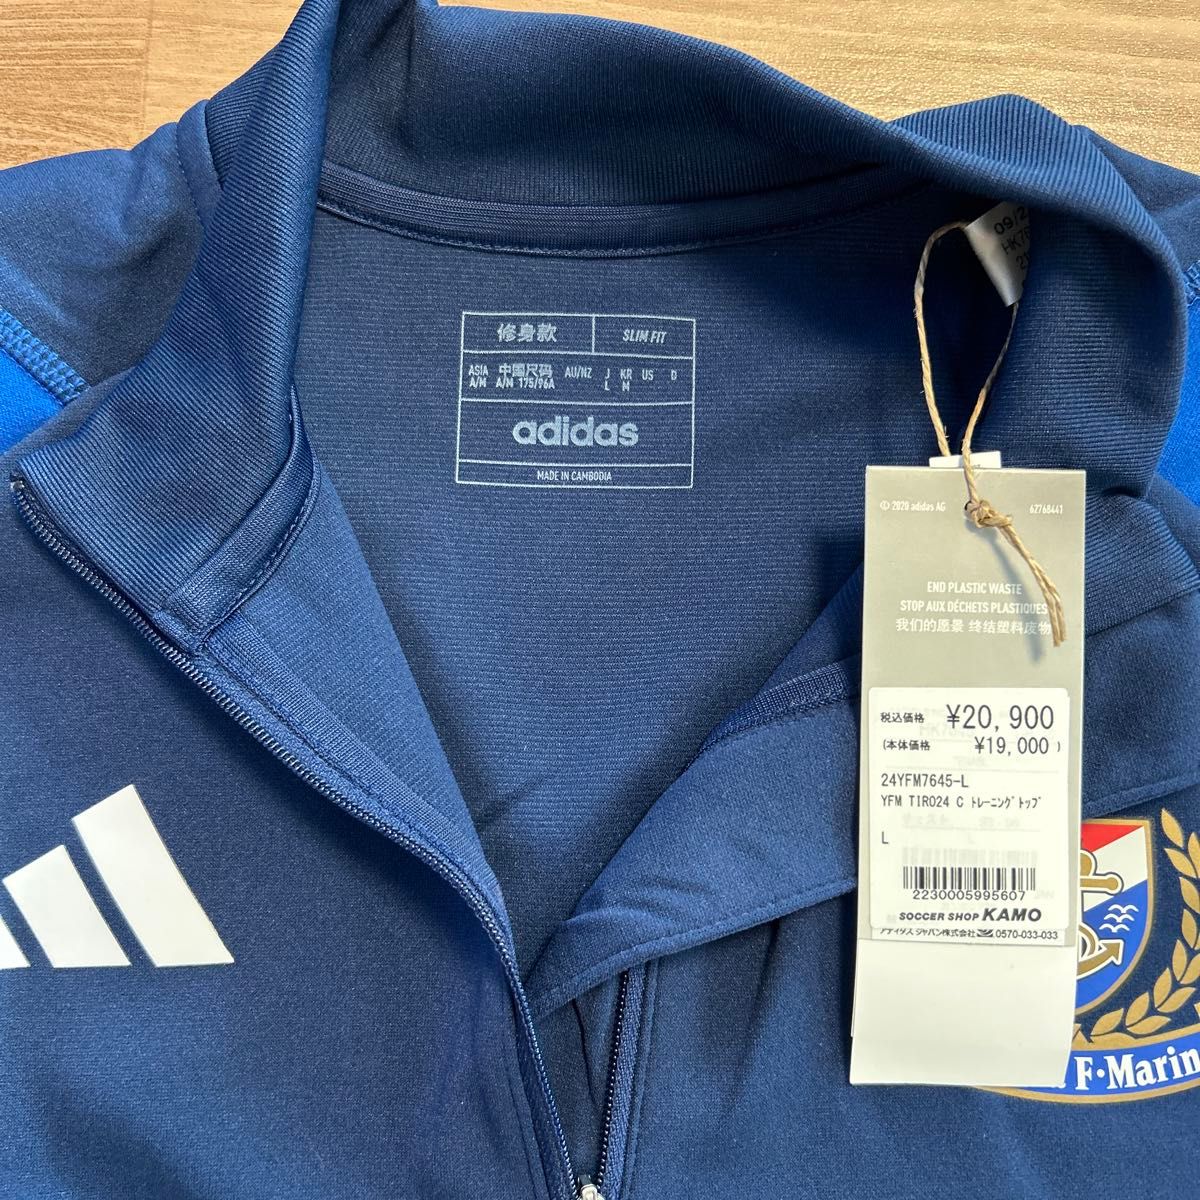 09/2
修身款
SLIM FIT
ASIA 中国尺码 AU/NZ J KR US D
A/M A/M 175/96A L M
adidas
MADE IN CAMBODIA
© 2020 adidas AG 62768441
END PLASTIC WASTE
STOP AUX DÉCHETS PLASTIQUES
我们的愿景 终结塑料废物
税込価格 ¥20,900
(本体価格 ¥19,000)
24YFM7645-L
YFM TIRO24 C ﾄﾚｰﾆﾝｸﾞﾄｯﾌﾟ
L
2230005995607
SOCCER SHOP KAMO
アディダス ジャパン株式会社 0570-033-033
F·Marin